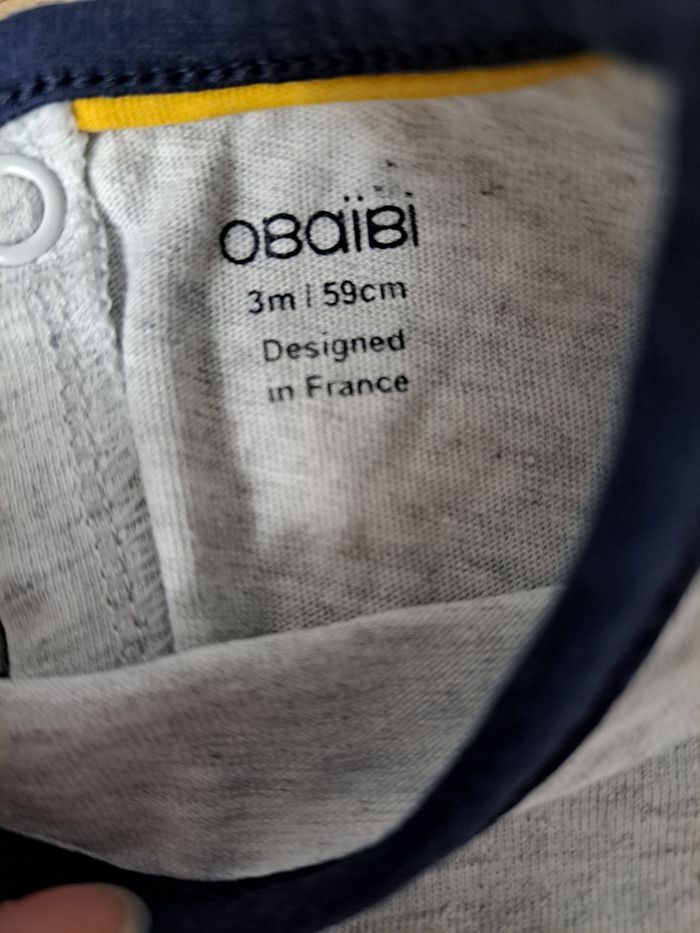 OBaïBi
3m | 59cm
Designed
in France